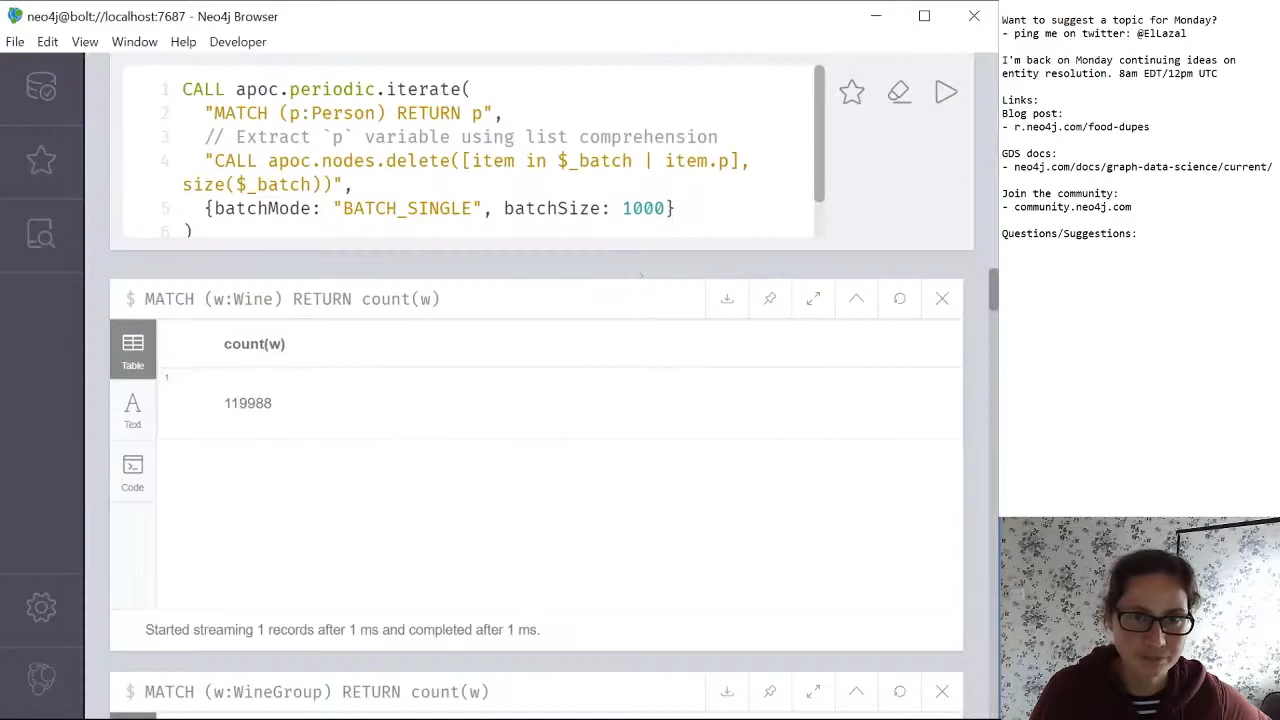 neo4j@bolt://localhost:7687 - Neo4j Browser
File Edit View Window Help Developer
1 CALL apoc.periodic.iterate(
2 "MATCH (p:Person) RETURN p",
3 // Extract `p` variable using list comprehension
4 "CALL apoc.nodes.delete([item in $_batch | item.p],
size($_batch))",
5 {batchMode: "BATCH_SINGLE", batchSize: 1000}
6 )
$ MATCH (w:Wine) RETURN count(w)
Table
count(w)
1
119988
Text
Code
Started streaming 1 records after 1 ms and completed after 1 ms.
$ MATCH (w:WineGroup) RETURN count(w)
Want to suggest a topic for Monday?
- ping me on twitter: @ElLazal
I'm back on Monday continuing ideas on
entity resolution. 8am EDT/12pm UTC
Links:
Blog post:
- r.neo4j.com/food-dupes
GDS docs:
- neo4j.com/docs/graph-data-science/current/
Join the community:
- community.neo4j.com
Questions/Suggestions: